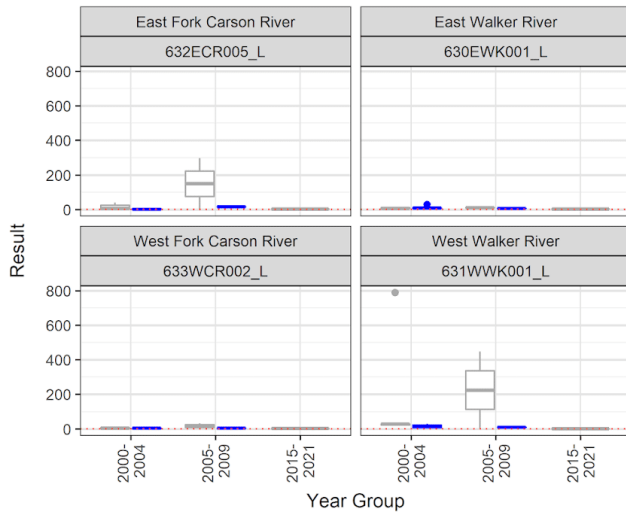 East Fork Carson River
East Walker River
632ECR005_L
630EWK001_L
800
600
400
200
0
West Fork Carson River
West Walker River
633WCR002_L
631WWK001_L
800
600
400
200
0
Result
2000-
2004
2005-
2009
2015-
2021
2000-
2004
2005-
2009
2015-
2021
Year Group